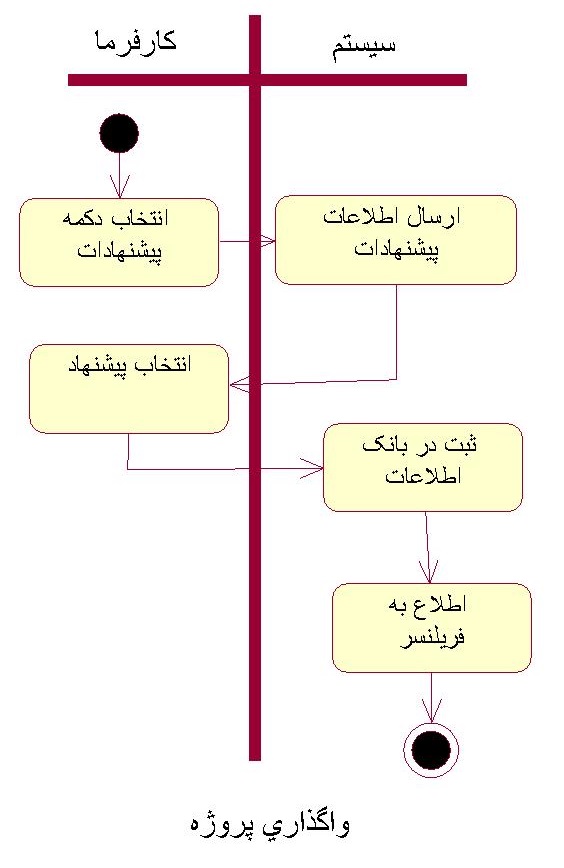 کارفرما
سیستم
انتخاب دکمه
پیشنهادات
ارسال اطلاعات
پیشنهادات
انتخاب پیشنهاد
ثبت در بانک
اطلاعات
اطلاع به
فریلنسر
واگذاري پروژه